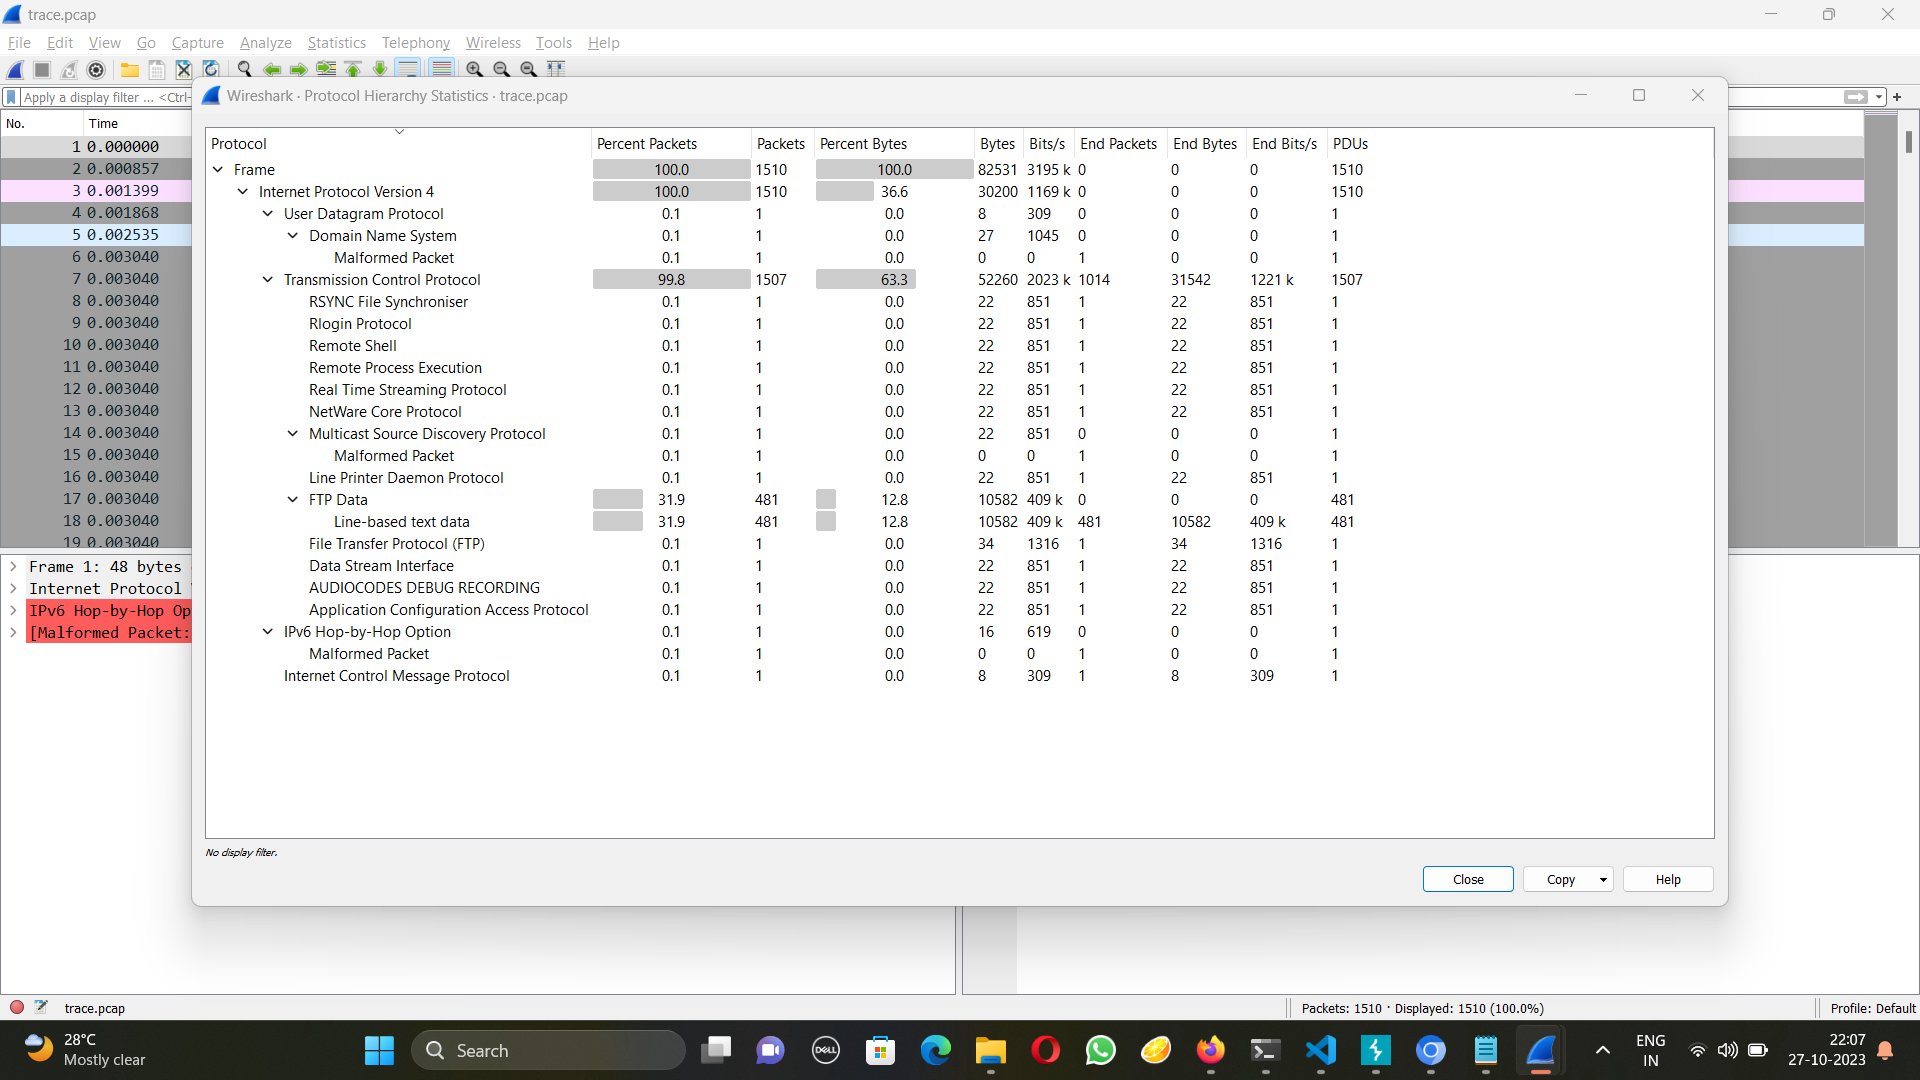 trace.pcap
File Edit View Go Capture Analyze Statistics Telephony Wireless Tools Help
Apply a display filter ... <Ctrl-
Wireshark · Protocol Hierarchy Statistics · trace.pcap
No. Time
1 0.000000
2 0.000857
3 0.001399
4 0.001868
5 0.002535
6 0.003040
7 0.003040
8 0.003040
9 0.003040
10 0.003040
11 0.003040
12 0.003040
13 0.003040
14 0.003040
15 0.003040
16 0.003040
17 0.003040
18 0.003040
19 0.003040
Protocol Percent Packets Packets Percent Bytes Bytes Bits/s End Packets End Bytes End Bits/s PDUs
Frame 100.0 1510 100.0 82531 3195 k 0 0 0 1510
Internet Protocol Version 4 100.0 1510 36.6 30200 1169 k 0 0 0 1510
User Datagram Protocol 0.1 1 0.0 8 309 0 0 0 1
Domain Name System 0.1 1 0.0 27 1045 0 0 0 1
Malformed Packet 0.1 1 0.0 0 0 1 0 0 1
Transmission Control Protocol 99.8 1507 63.3 52260 2023 k 1014 31542 1221 k 1507
RSYNC File Synchroniser 0.1 1 0.0 22 851 1 22 851 1
Rlogin Protocol 0.1 1 0.0 22 851 1 22 851 1
Remote Shell 0.1 1 0.0 22 851 1 22 851 1
Remote Process Execution 0.1 1 0.0 22 851 1 22 851 1
Real Time Streaming Protocol 0.1 1 0.0 22 851 1 22 851 1
NetWare Core Protocol 0.1 1 0.0 22 851 1 22 851 1
Multicast Source Discovery Protocol 0.1 1 0.0 22 851 0 0 0 1
Malformed Packet 0.1 1 0.0 0 0 1 0 0 1
Line Printer Daemon Protocol 0.1 1 0.0 22 851 1 22 851 1
FTP Data 31.9 481 12.8 10582 409 k 0 0 0 481
Line-based text data 31.9 481 12.8 10582 409 k 481 10582 409 k 481
File Transfer Protocol (FTP) 0.1 1 0.0 34 1316 1 34 1316 1
Data Stream Interface 0.1 1 0.0 22 851 1 22 851 1
AUDIOCODES DEBUG RECORDING 0.1 1 0.0 22 851 1 22 851 1
Application Configuration Access Protocol 0.1 1 0.0 22 851 1 22 851 1
IPv6 Hop-by-Hop Option 0.1 1 0.0 16 619 0 0 0 1
Malformed Packet 0.1 1 0.0 0 0 1 0 0 1
Internet Control Message Protocol 0.1 1 0.0 8 309 1 8 309 1
Frame 1: 48 bytes
Internet Protocol
IPv6 Hop-by-Hop Op
[Malformed Packet:
No display filter.
Close Copy Help
trace.pcap
Packets: 1510 · Displayed: 1510 (100.0%)
Profile: Default
28°C
Mostly clear
Search
DELL
ENG
IN
22:07
27-10-2023